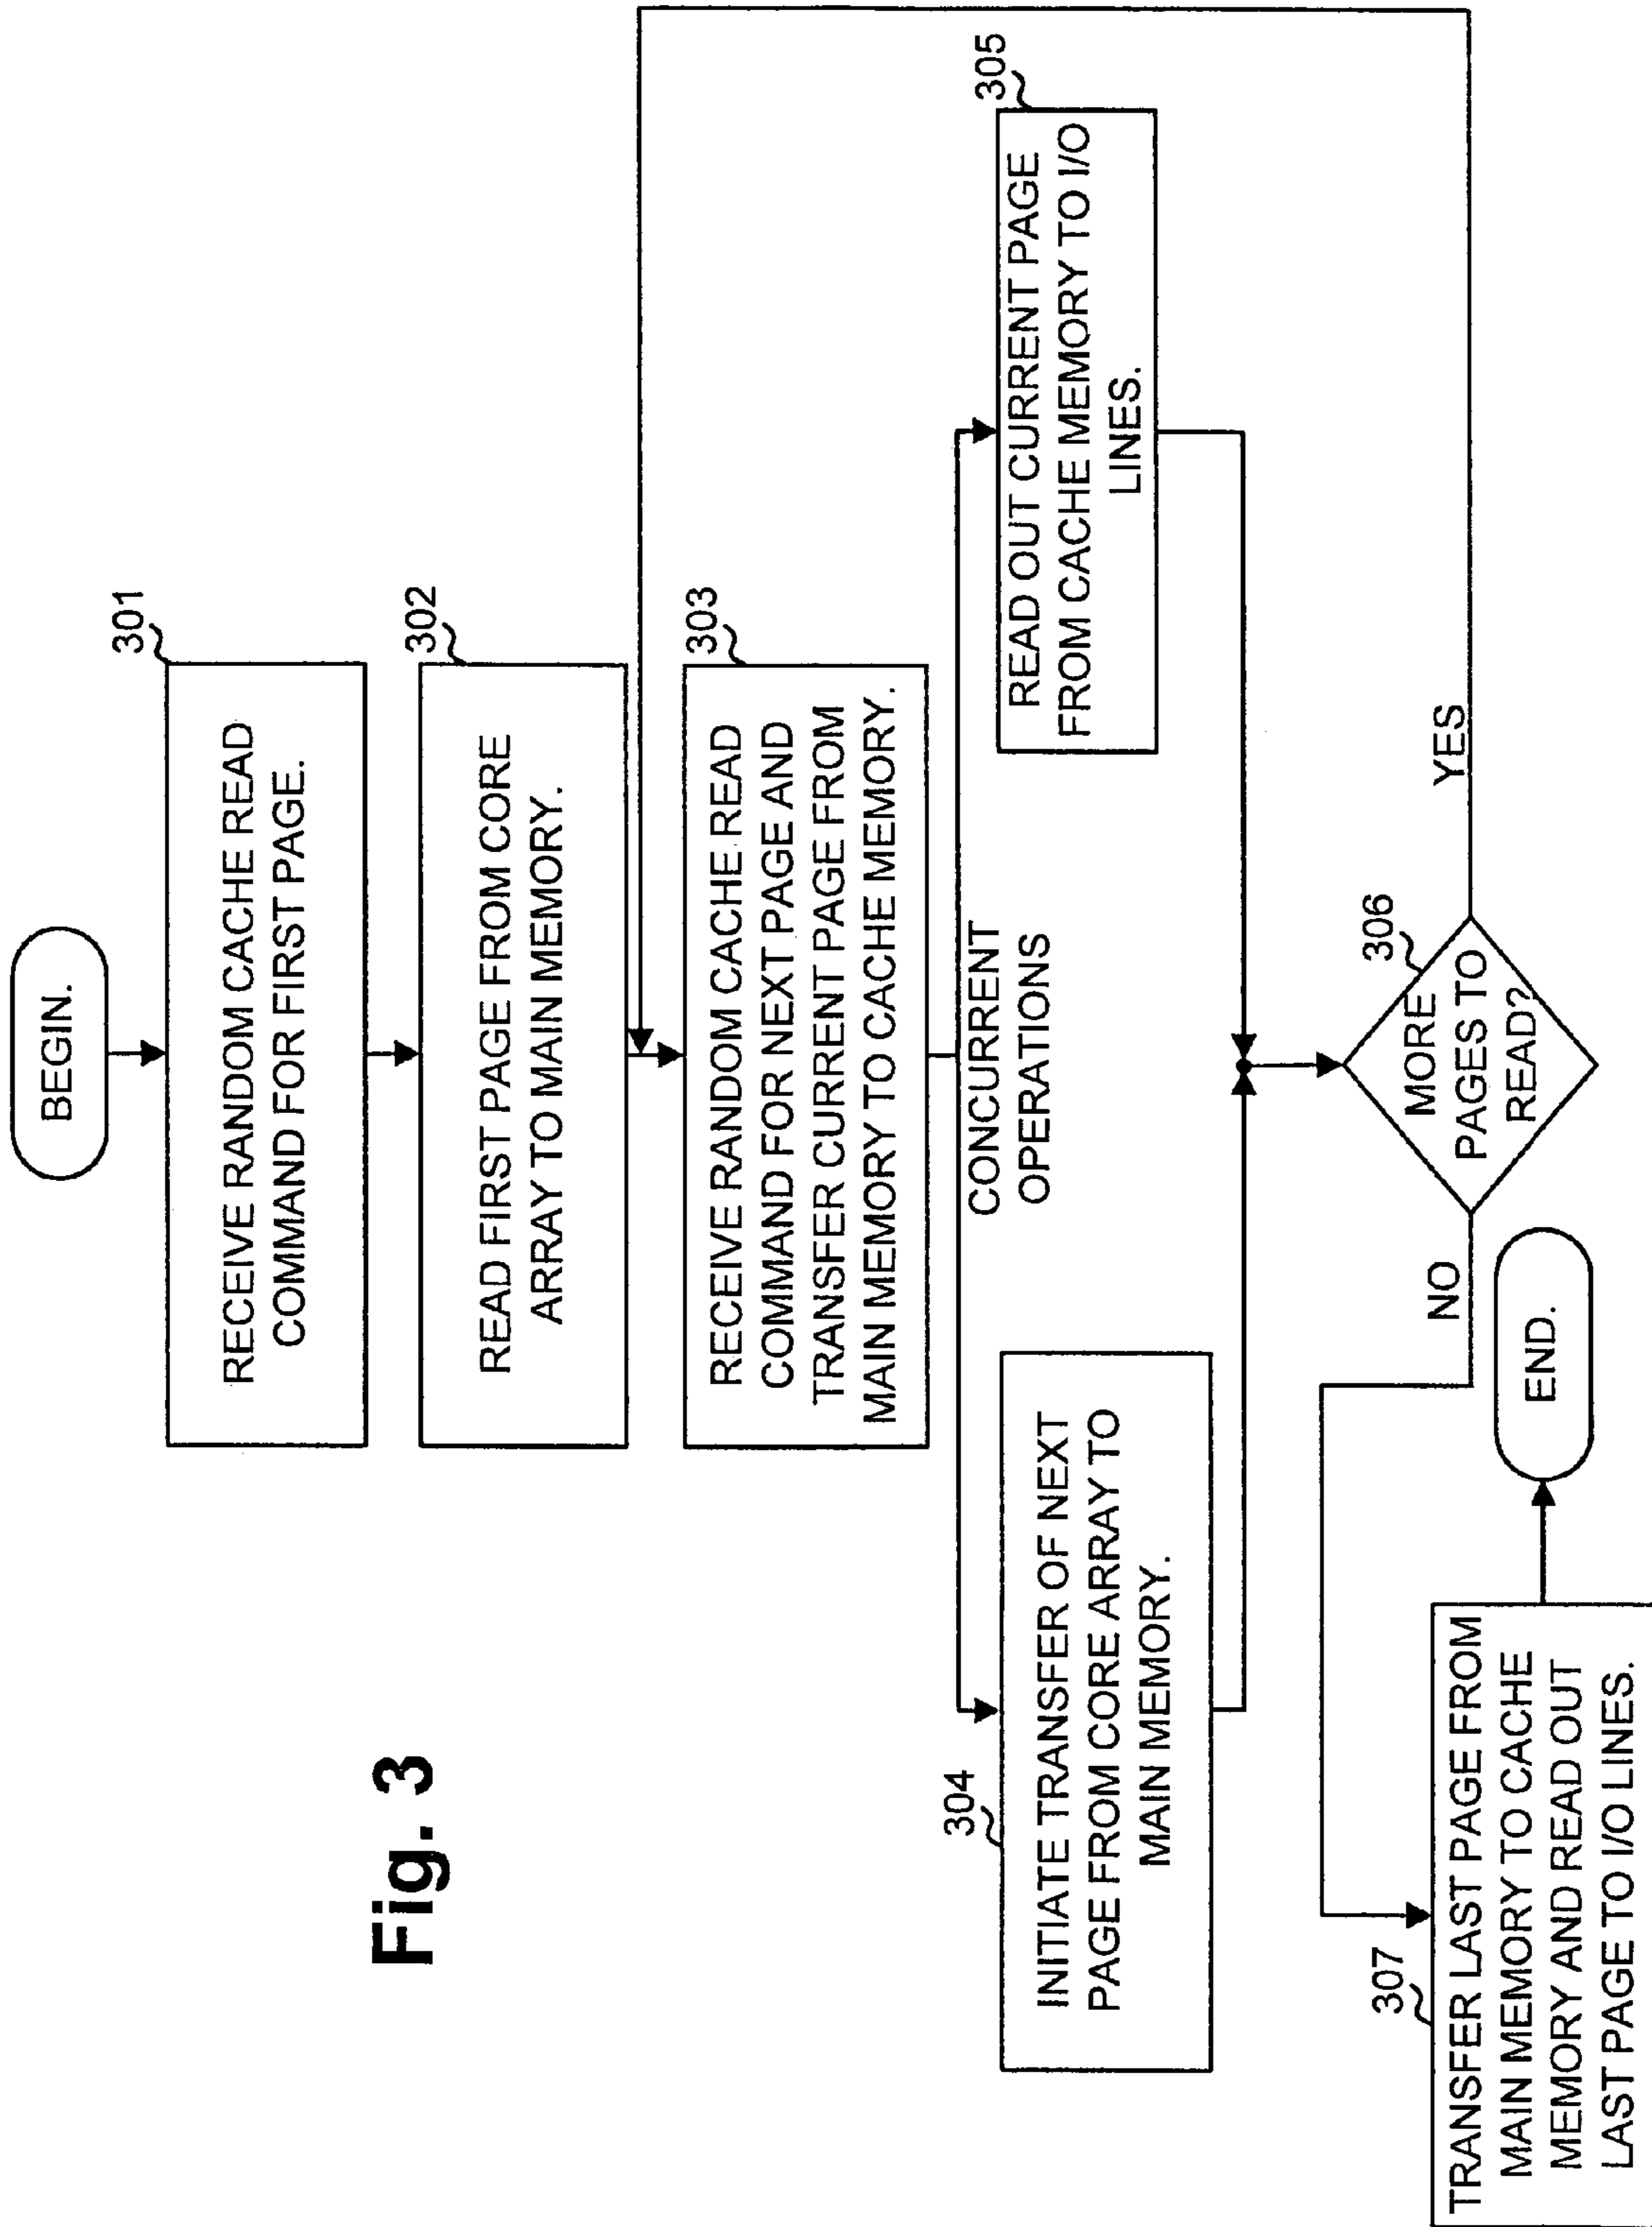 BEGIN.
301
RECEIVE RANDOM CACHE READ
COMMAND FOR FIRST PAGE.
302
READ FIRST PAGE FROM CORE
ARRAY TO MAIN MEMORY.
303
RECEIVE RANDOM CACHE READ
COMMAND FOR NEXT PAGE AND
TRANSFER CURRENT PAGE FROM
MAIN MEMORY TO CACHE MEMORY.
CONCURRENT
OPERATIONS
304
INITIATE TRANSFER OF NEXT
PAGE FROM CORE ARRAY TO
MAIN MEMORY.
305
READ OUT CURRENT PAGE
FROM CACHE MEMORY TO I/O
LINES.
306
MORE
PAGES TO
READ?
YES
NO
307
TRANSFER LAST PAGE FROM
MAIN MEMORY TO CACHE
MEMORY AND READ OUT
LAST PAGE TO I/O LINES.
END.
Fig. 3